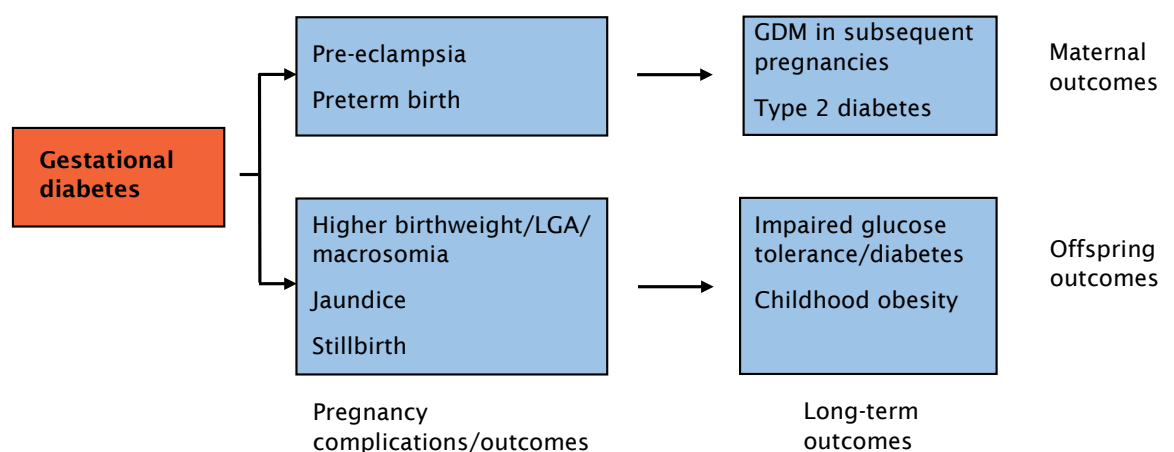 Gestational
diabetes
Pre-eclampsia
Preterm birth
GDM in subsequent
pregnancies
Type 2 diabetes
Maternal
outcomes
Higher birthweight/LGA/
macrosomia
Jaundice
Stillbirth
Impaired glucose
tolerance/diabetes
Childhood obesity
Offspring
outcomes
Pregnancy
complications/outcomes
Long-term
outcomes